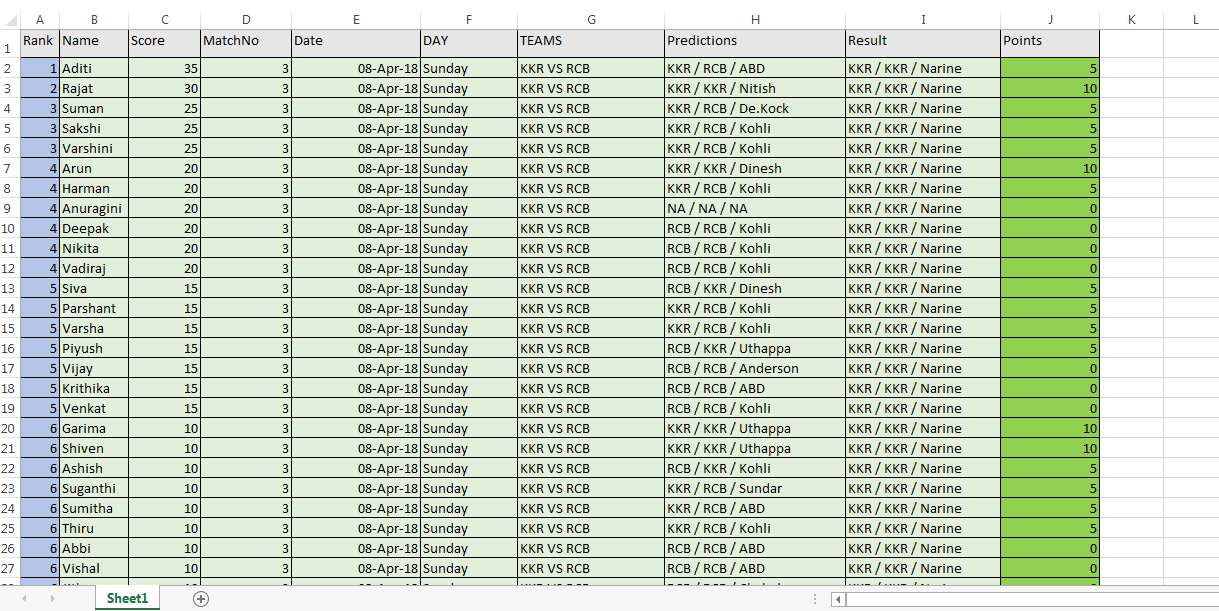 A B C D E F G H I J K L
1 Rank Name Score MatchNo Date DAY TEAMS Predictions Result Points
2 1 Aditi 35 3 08-Apr-18 Sunday KKR VS RCB KKR / RCB / ABD KKR / KKR / Narine 5
3 2 Rajat 30 3 08-Apr-18 Sunday KKR VS RCB KKR / KKR / Nitish KKR / KKR / Narine 10
4 3 Suman 25 3 08-Apr-18 Sunday KKR VS RCB KKR / RCB / De.Kock KKR / KKR / Narine 5
5 3 Sakshi 25 3 08-Apr-18 Sunday KKR VS RCB KKR / RCB / Kohli KKR / KKR / Narine 5
6 3 Varshini 25 3 08-Apr-18 Sunday KKR VS RCB KKR / RCB / Kohli KKR / KKR / Narine 5
7 4 Arun 20 3 08-Apr-18 Sunday KKR VS RCB KKR / KKR / Dinesh KKR / KKR / Narine 10
8 4 Harman 20 3 08-Apr-18 Sunday KKR VS RCB KKR / RCB / Kohli KKR / KKR / Narine 5
9 4 Anuragini 20 3 08-Apr-18 Sunday KKR VS RCB NA / NA / NA KKR / KKR / Narine 0
10 4 Deepak 20 3 08-Apr-18 Sunday KKR VS RCB RCB / RCB / Kohli KKR / KKR / Narine 0
11 4 Nikita 20 3 08-Apr-18 Sunday KKR VS RCB RCB / RCB / Kohli KKR / KKR / Narine 0
12 4 Vadiraj 20 3 08-Apr-18 Sunday KKR VS RCB RCB / RCB / Kohli KKR / KKR / Narine 0
13 5 Siva 15 3 08-Apr-18 Sunday KKR VS RCB RCB / KKR / Dinesh KKR / KKR / Narine 5
14 5 Parshant 15 3 08-Apr-18 Sunday KKR VS RCB KKR / RCB / Kohli KKR / KKR / Narine 5
15 5 Varsha 15 3 08-Apr-18 Sunday KKR VS RCB KKR / RCB / Kohli KKR / KKR / Narine 5
16 5 Piyush 15 3 08-Apr-18 Sunday KKR VS RCB RCB / KKR / Uthappa KKR / KKR / Narine 5
17 5 Vijay 15 3 08-Apr-18 Sunday KKR VS RCB RCB / RCB / Anderson KKR / KKR / Narine 0
18 5 Krithika 15 3 08-Apr-18 Sunday KKR VS RCB RCB / RCB / ABD KKR / KKR / Narine 0
19 5 Venkat 15 3 08-Apr-18 Sunday KKR VS RCB RCB / RCB / Kohli KKR / KKR / Narine 0
20 6 Garima 10 3 08-Apr-18 Sunday KKR VS RCB KKR / KKR / Uthappa KKR / KKR / Narine 10
21 6 Shiven 10 3 08-Apr-18 Sunday KKR VS RCB KKR / KKR / Uthappa KKR / KKR / Narine 10
22 6 Ashish 10 3 08-Apr-18 Sunday KKR VS RCB RCB / KKR / Kohli KKR / KKR / Narine 5
23 6 Suganthi 10 3 08-Apr-18 Sunday KKR VS RCB KKR / RCB / Sundar KKR / KKR / Narine 5
24 6 Sumitha 10 3 08-Apr-18 Sunday KKR VS RCB KKR / RCB / ABD KKR / KKR / Narine 5
25 6 Thiru 10 3 08-Apr-18 Sunday KKR VS RCB KKR / RCB / Kohli KKR / KKR / Narine 5
26 6 Abbi 10 3 08-Apr-18 Sunday KKR VS RCB RCB / RCB / ABD KKR / KKR / Narine 0
27 6 Vishal 10 3 08-Apr-18 Sunday KKR VS RCB RCB / RCB / ABD KKR / KKR / Narine 0
Sheet1